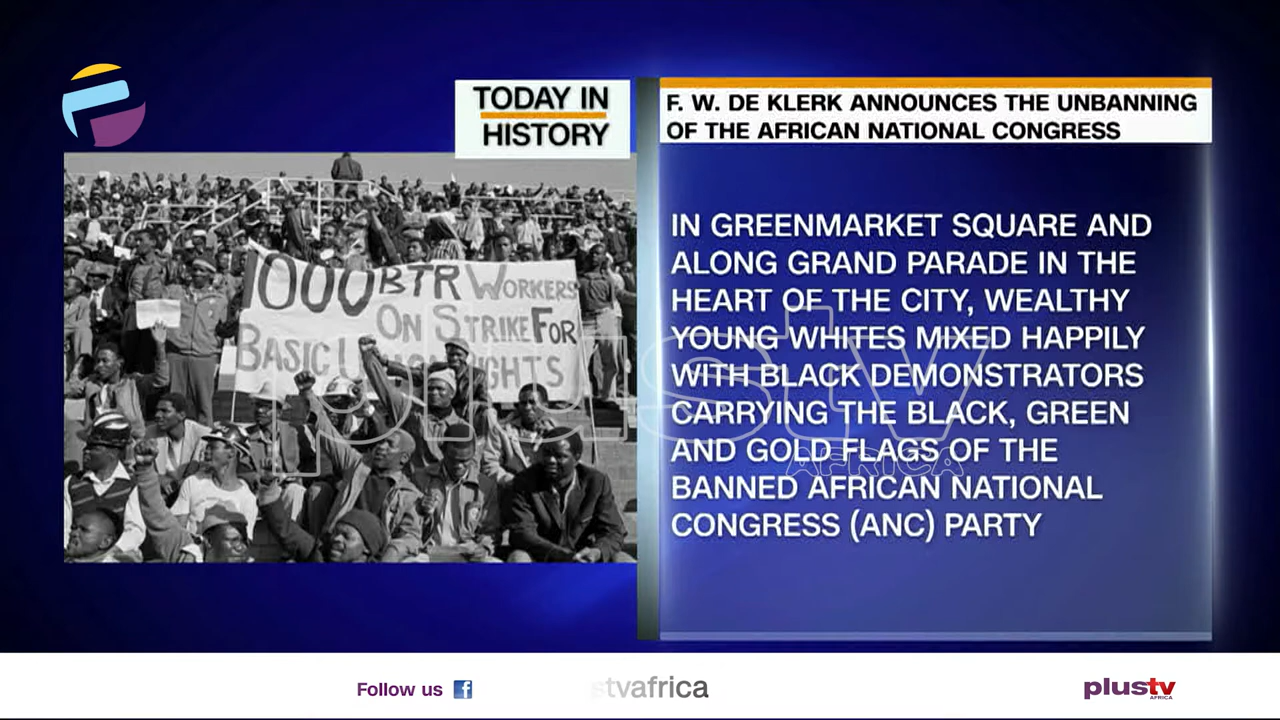 TODAY IN
HISTORY
F. W. DE KLERK ANNOUNCES THE UNBANNING
OF THE AFRICAN NATIONAL CONGRESS
1000 BTR WORKERS
ON STRIKE FOR
BASIC
IN GREENMARKET SQUARE AND
ALONG GRAND PARADE IN THE
HEART OF THE CITY, WEALTHY
YOUNG WHITES MIXED HAPPILY
WITH BLACK DEMONSTRATORS
CARRYING THE BLACK, GREEN
AND GOLD FLAGS OF THE
BANNED AFRICAN NATIONAL
CONGRESS (ANC) PARTY
plustv
AFRICA
Follow us f
stvafrica
plustv
AFRICA